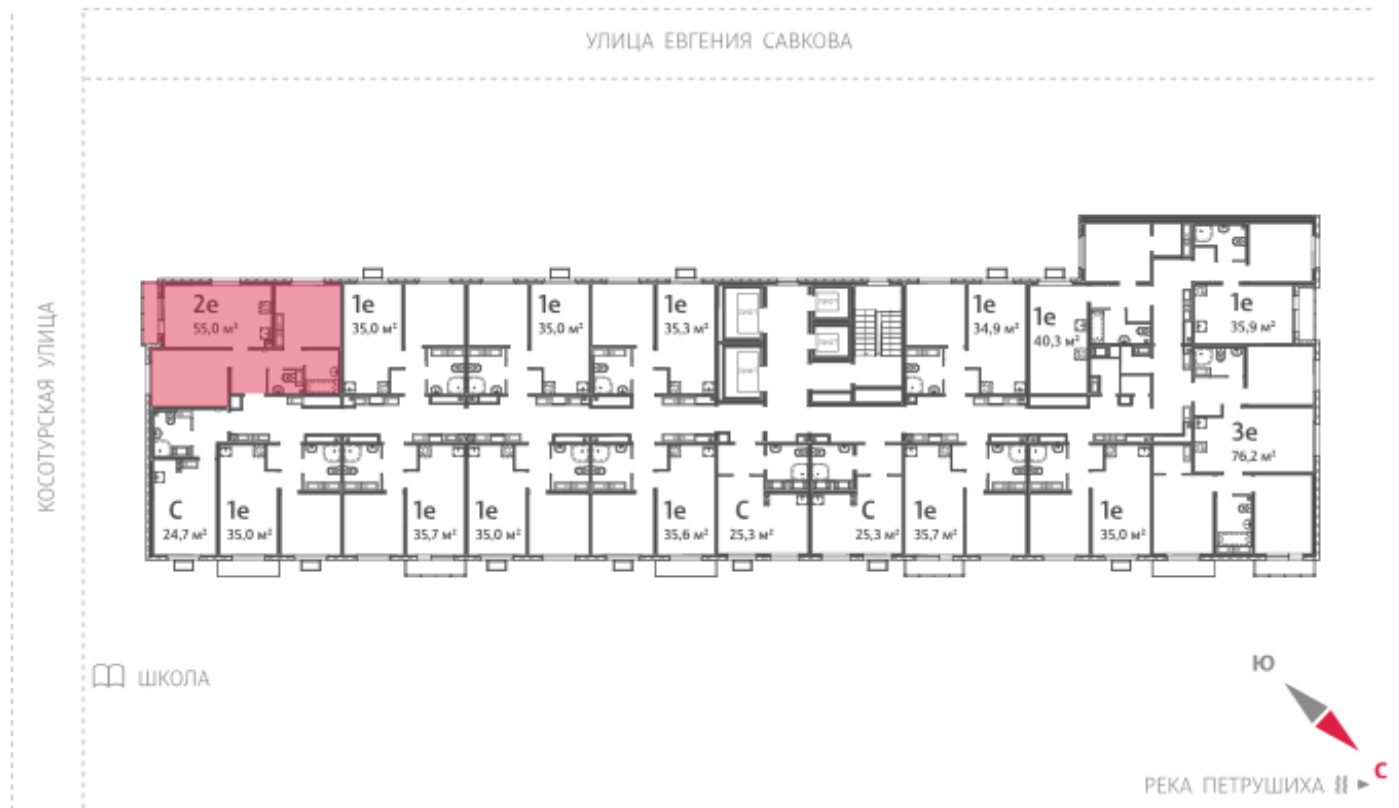 УЛИЦА ЕВГЕНИЯ САВКОВА
КОСОТУРСКАЯ УЛИЦА
2е
55,0 м²
1е
35,0 м²
1е
35,0 м²
1е
35,3 м²
1е
34,9 м²
1е
40,3 м²
1е
35,9 м²
3е
76,2 м²
С
24,7 м²
1е
35,0 м²
1е
35,7 м²
1е
35,0 м²
1е
35,6 м²
С
25,3 м²
С
25,3 м²
1е
35,7 м²
1е
35,0 м²
ШКОЛА
Ю
С
РЕКА ПЕТРУШИХА